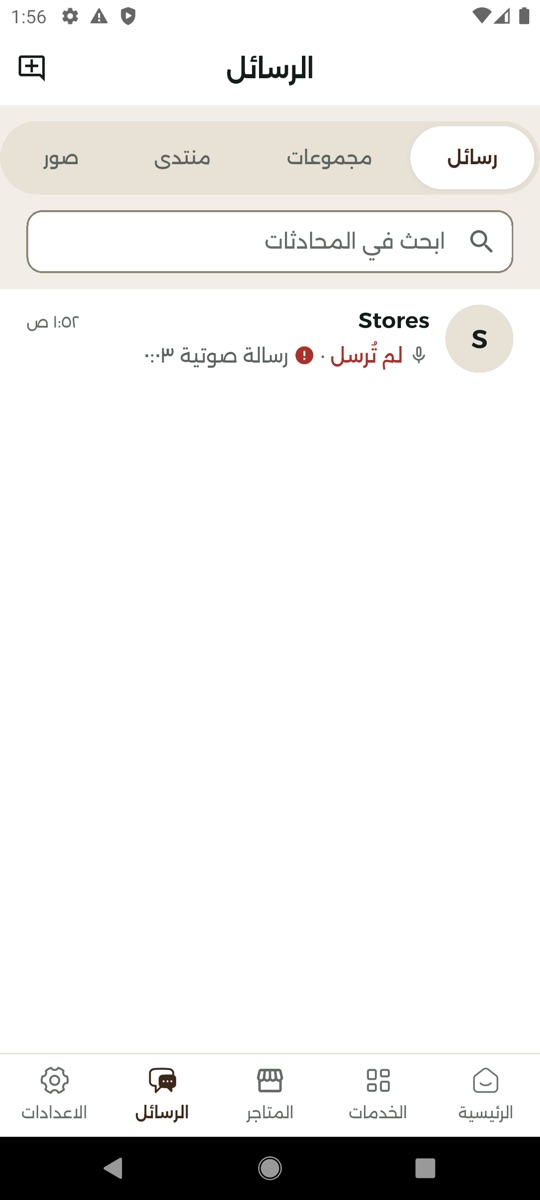 1:56
الرسائل
رسائل
مجموعات
منتدى
صور
ابحث في المحادثات
S
Stores
١:٥٢ ص
لم تُرسل · رسالة صوتية ٠:٠٣
الرئيسية
الخدمات
المتاجر
الرسائل
الاعدادات